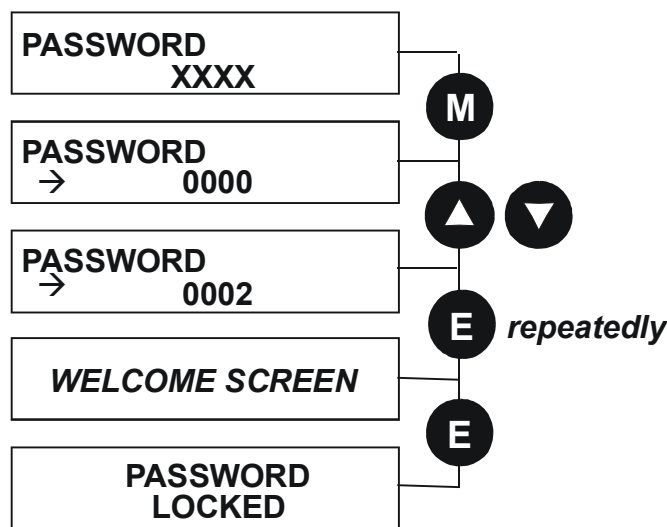 PASSWORD
XXXX
M
PASSWORD
→ 0000
▲ ▼
PASSWORD
→ 0002
E repeatedly
WELCOME SCREEN
E
PASSWORD
LOCKED